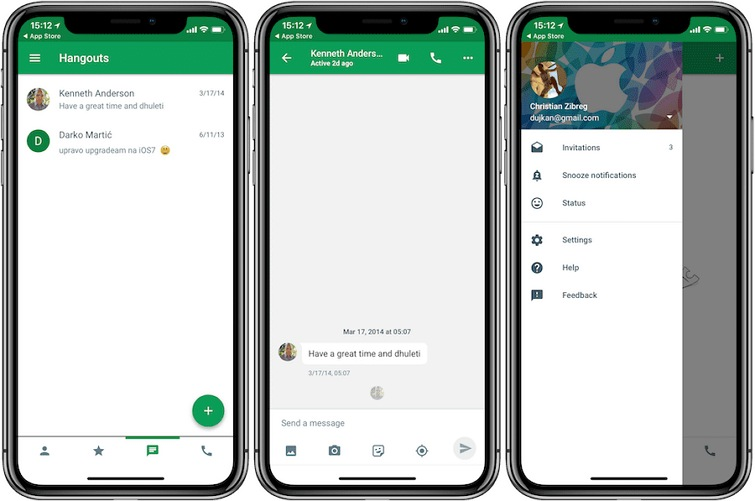 15:12
App Store
Hangouts
Kenneth Anderson
3/17/14
Have a great time and dhuleti
D
Darko Martić
6/11/13
upravo upgradeam na iOS7 😀
15:12
App Store
Kenneth Anders...
Active 2d ago
Mar 17, 2014 at 05:07
Have a great time and dhuleti
3/17/14, 05:07
Send a message
15:12
App Store
Christian Zibreg
dujkan@gmail.com
Invitations
3
Snooze notifications
Status
Settings
Help
Feedback